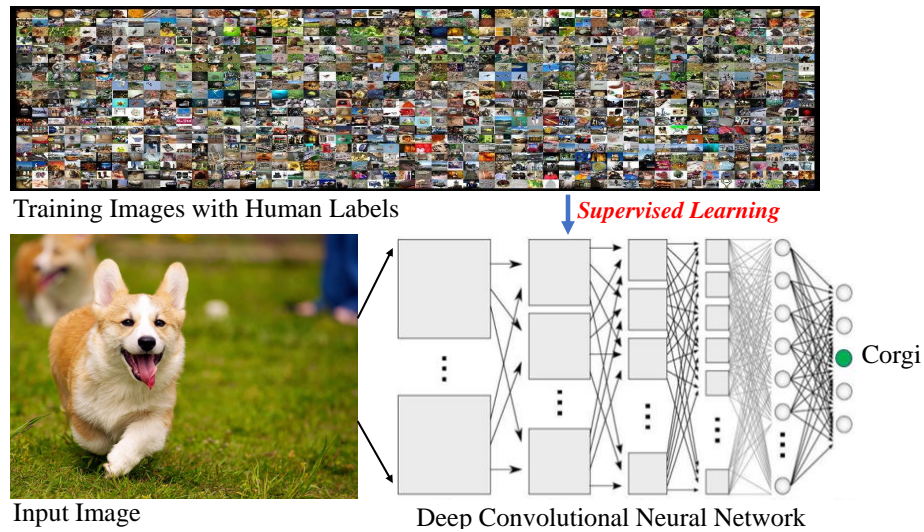 Training Images with Human Labels
Supervised Learning
Corgi
Input Image
Deep Convolutional Neural Network